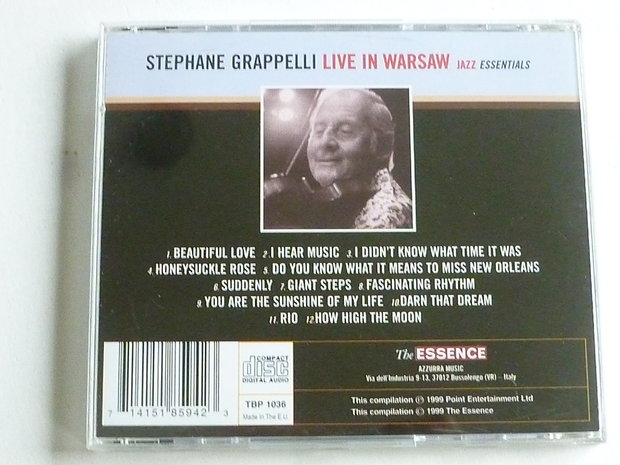 STEPHANE GRAPPELLI LIVE IN WARSAW JAZZ ESSENTIALS
1. BEAUTIFUL LOVE 2. I HEAR MUSIC 3. I DIDN'T KNOW WHAT TIME IT WAS
4. HONEYSUCKLE ROSE 5. DO YOU KNOW WHAT IT MEANS TO MISS NEW ORLEANS
6. SUDDENLY 7. GIANT STEPS 8. FASCINATING RHYTHM
9. YOU ARE THE SUNSHINE OF MY LIFE 10. DARN THAT DREAM
11. RIO 12. HOW HIGH THE MOON
COMPACT
disc
DIGITAL AUDIO
TBP 1036
Made in The E.U.
7 14151 85942 3
The ESSENCE
AZZURRA MUSIC
Via dell'Industria 9-13, 37012 Bussolengo (VR) – Italy
This compilation ℗ 1999 Point Entertainment Ltd
This compilation © 1999 The Essence